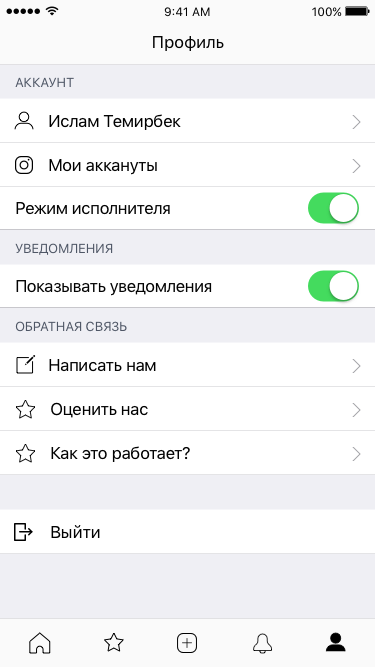 9:41 AM 100%
Профиль
АККАУНТ
Ислам Темирбек
Мои аккануты
Режим исполнителя
УВЕДОМЛЕНИЯ
Показывать уведомления
ОБРАТНАЯ СВЯЗЬ
Написать нам
Оценить нас
Как это работает?
Выйти